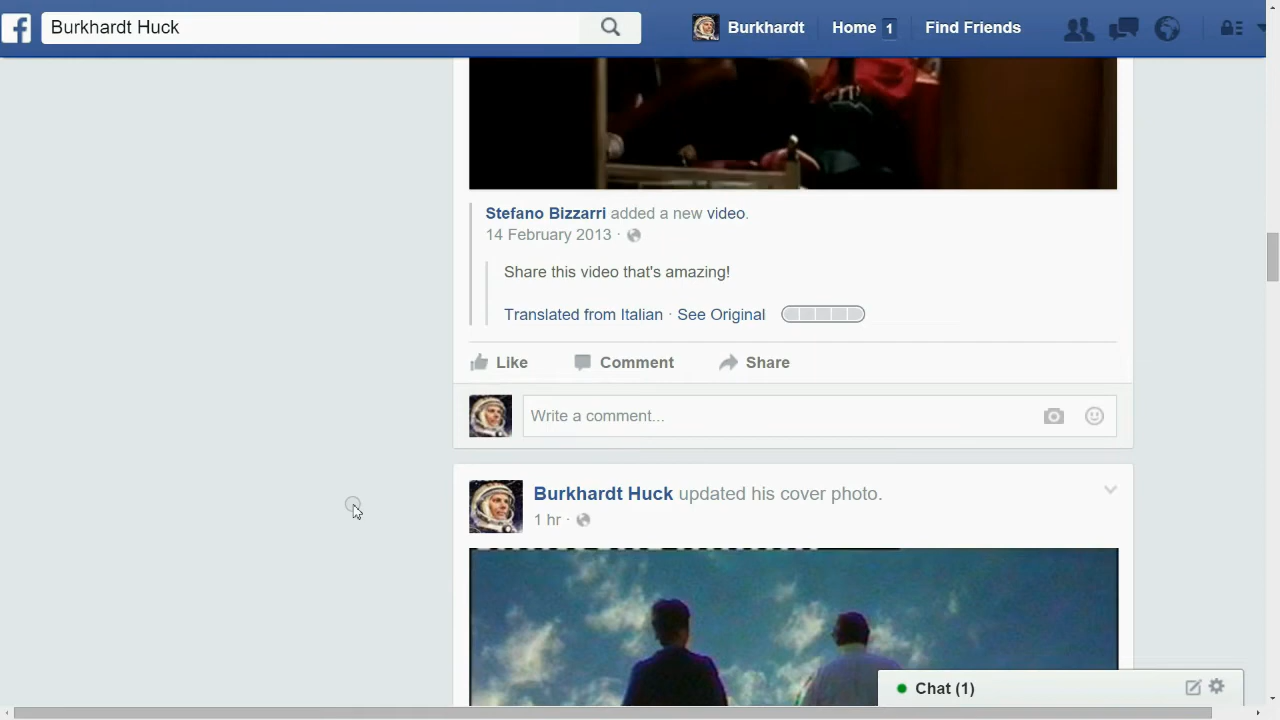 Burkhardt Huck
Burkhardt
Home 1
Find Friends
Stefano Bizzarri added a new video.
14 February 2013 ·
Share this video that's amazing!
Translated from Italian · See Original
Like
Comment
Share
Write a comment...
Burkhardt Huck updated his cover photo.
1 hr ·
Chat (1)